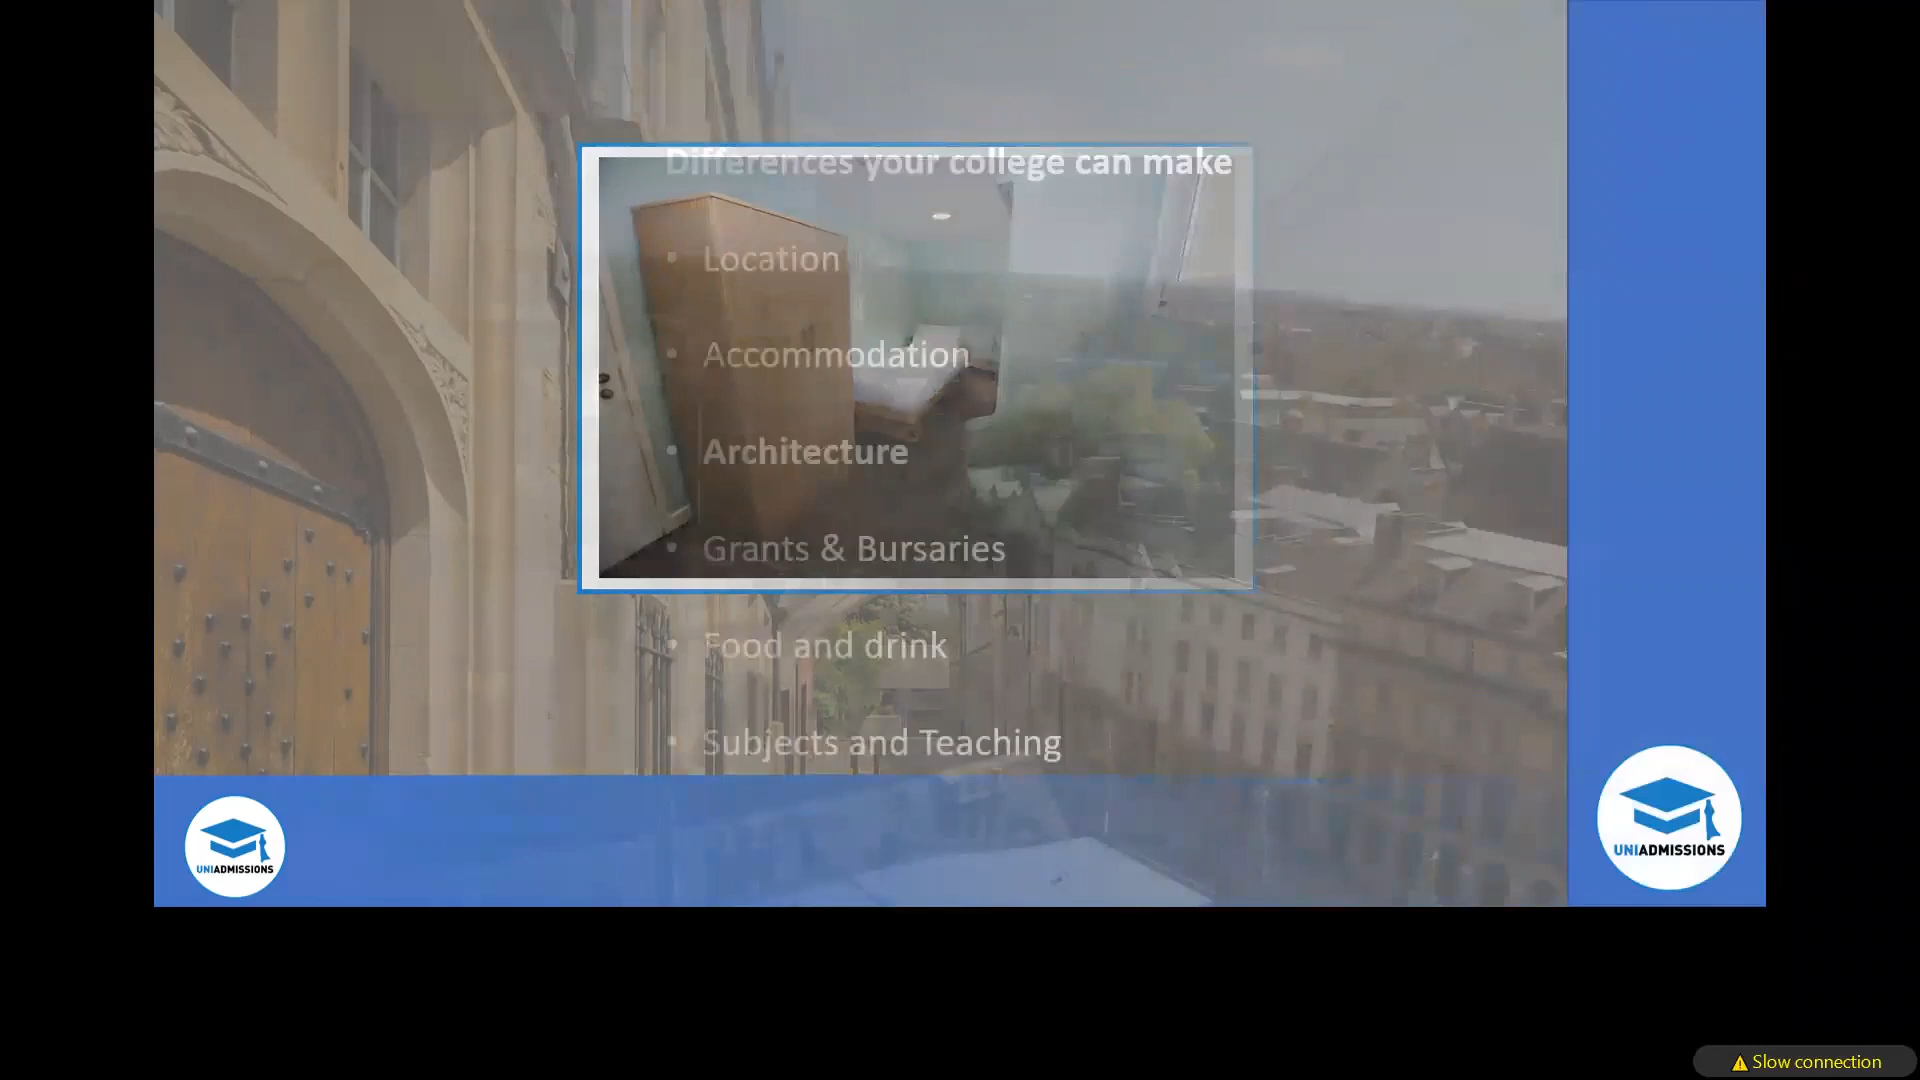 Differences your college can make
• Location
• Accommodation
• Architecture
• Grants & Bursaries
• Food and drink
• Subjects and Teaching
UNIADMISSIONS
UNIADMISSIONS
Slow connection